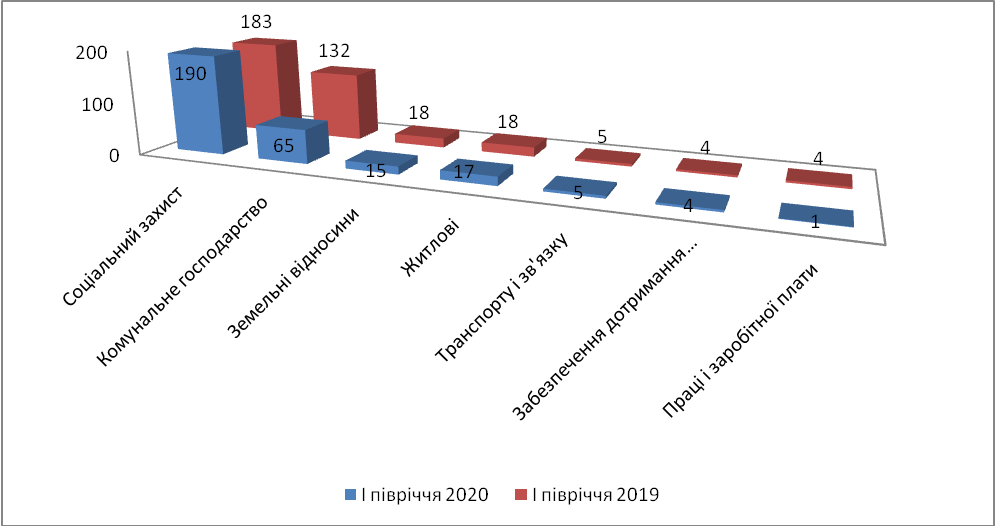 183
132
200
190
100
18
18
5
4
4
0
65
15
17
5
4
1
Соціальний захист
Комунальне господарство
Земельні відносини
Житлові
Транспорту і зв'язку
Забезпечення дотримання...
Праці і заробітної плати
І півріччя 2020
І півріччя 2019